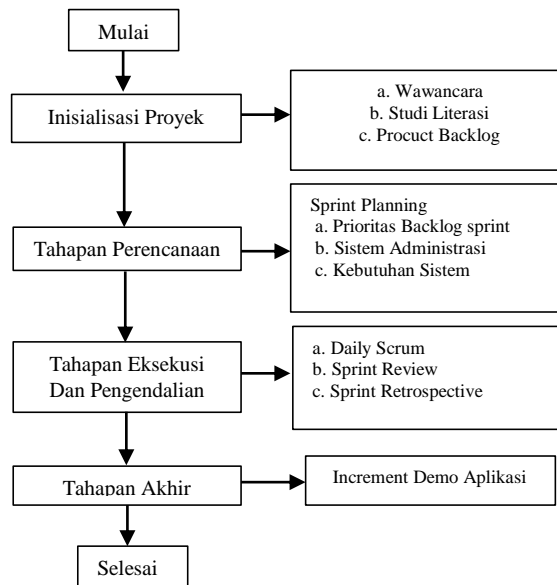 Mulai
Inisialisasi Proyek
a. Wawancara
b. Studi Literasi
c. Procuct Backlog
Tahapan Perencanaan
Sprint Planning
a. Prioritas Backlog sprint
b. Sistem Administrasi
c. Kebutuhan Sistem
Tahapan Eksekusi
Dan Pengendalian
a. Daily Scrum
b. Sprint Review
c. Sprint Retrospective
Tahapan Akhir
Increment Demo Aplikasi
Selesai